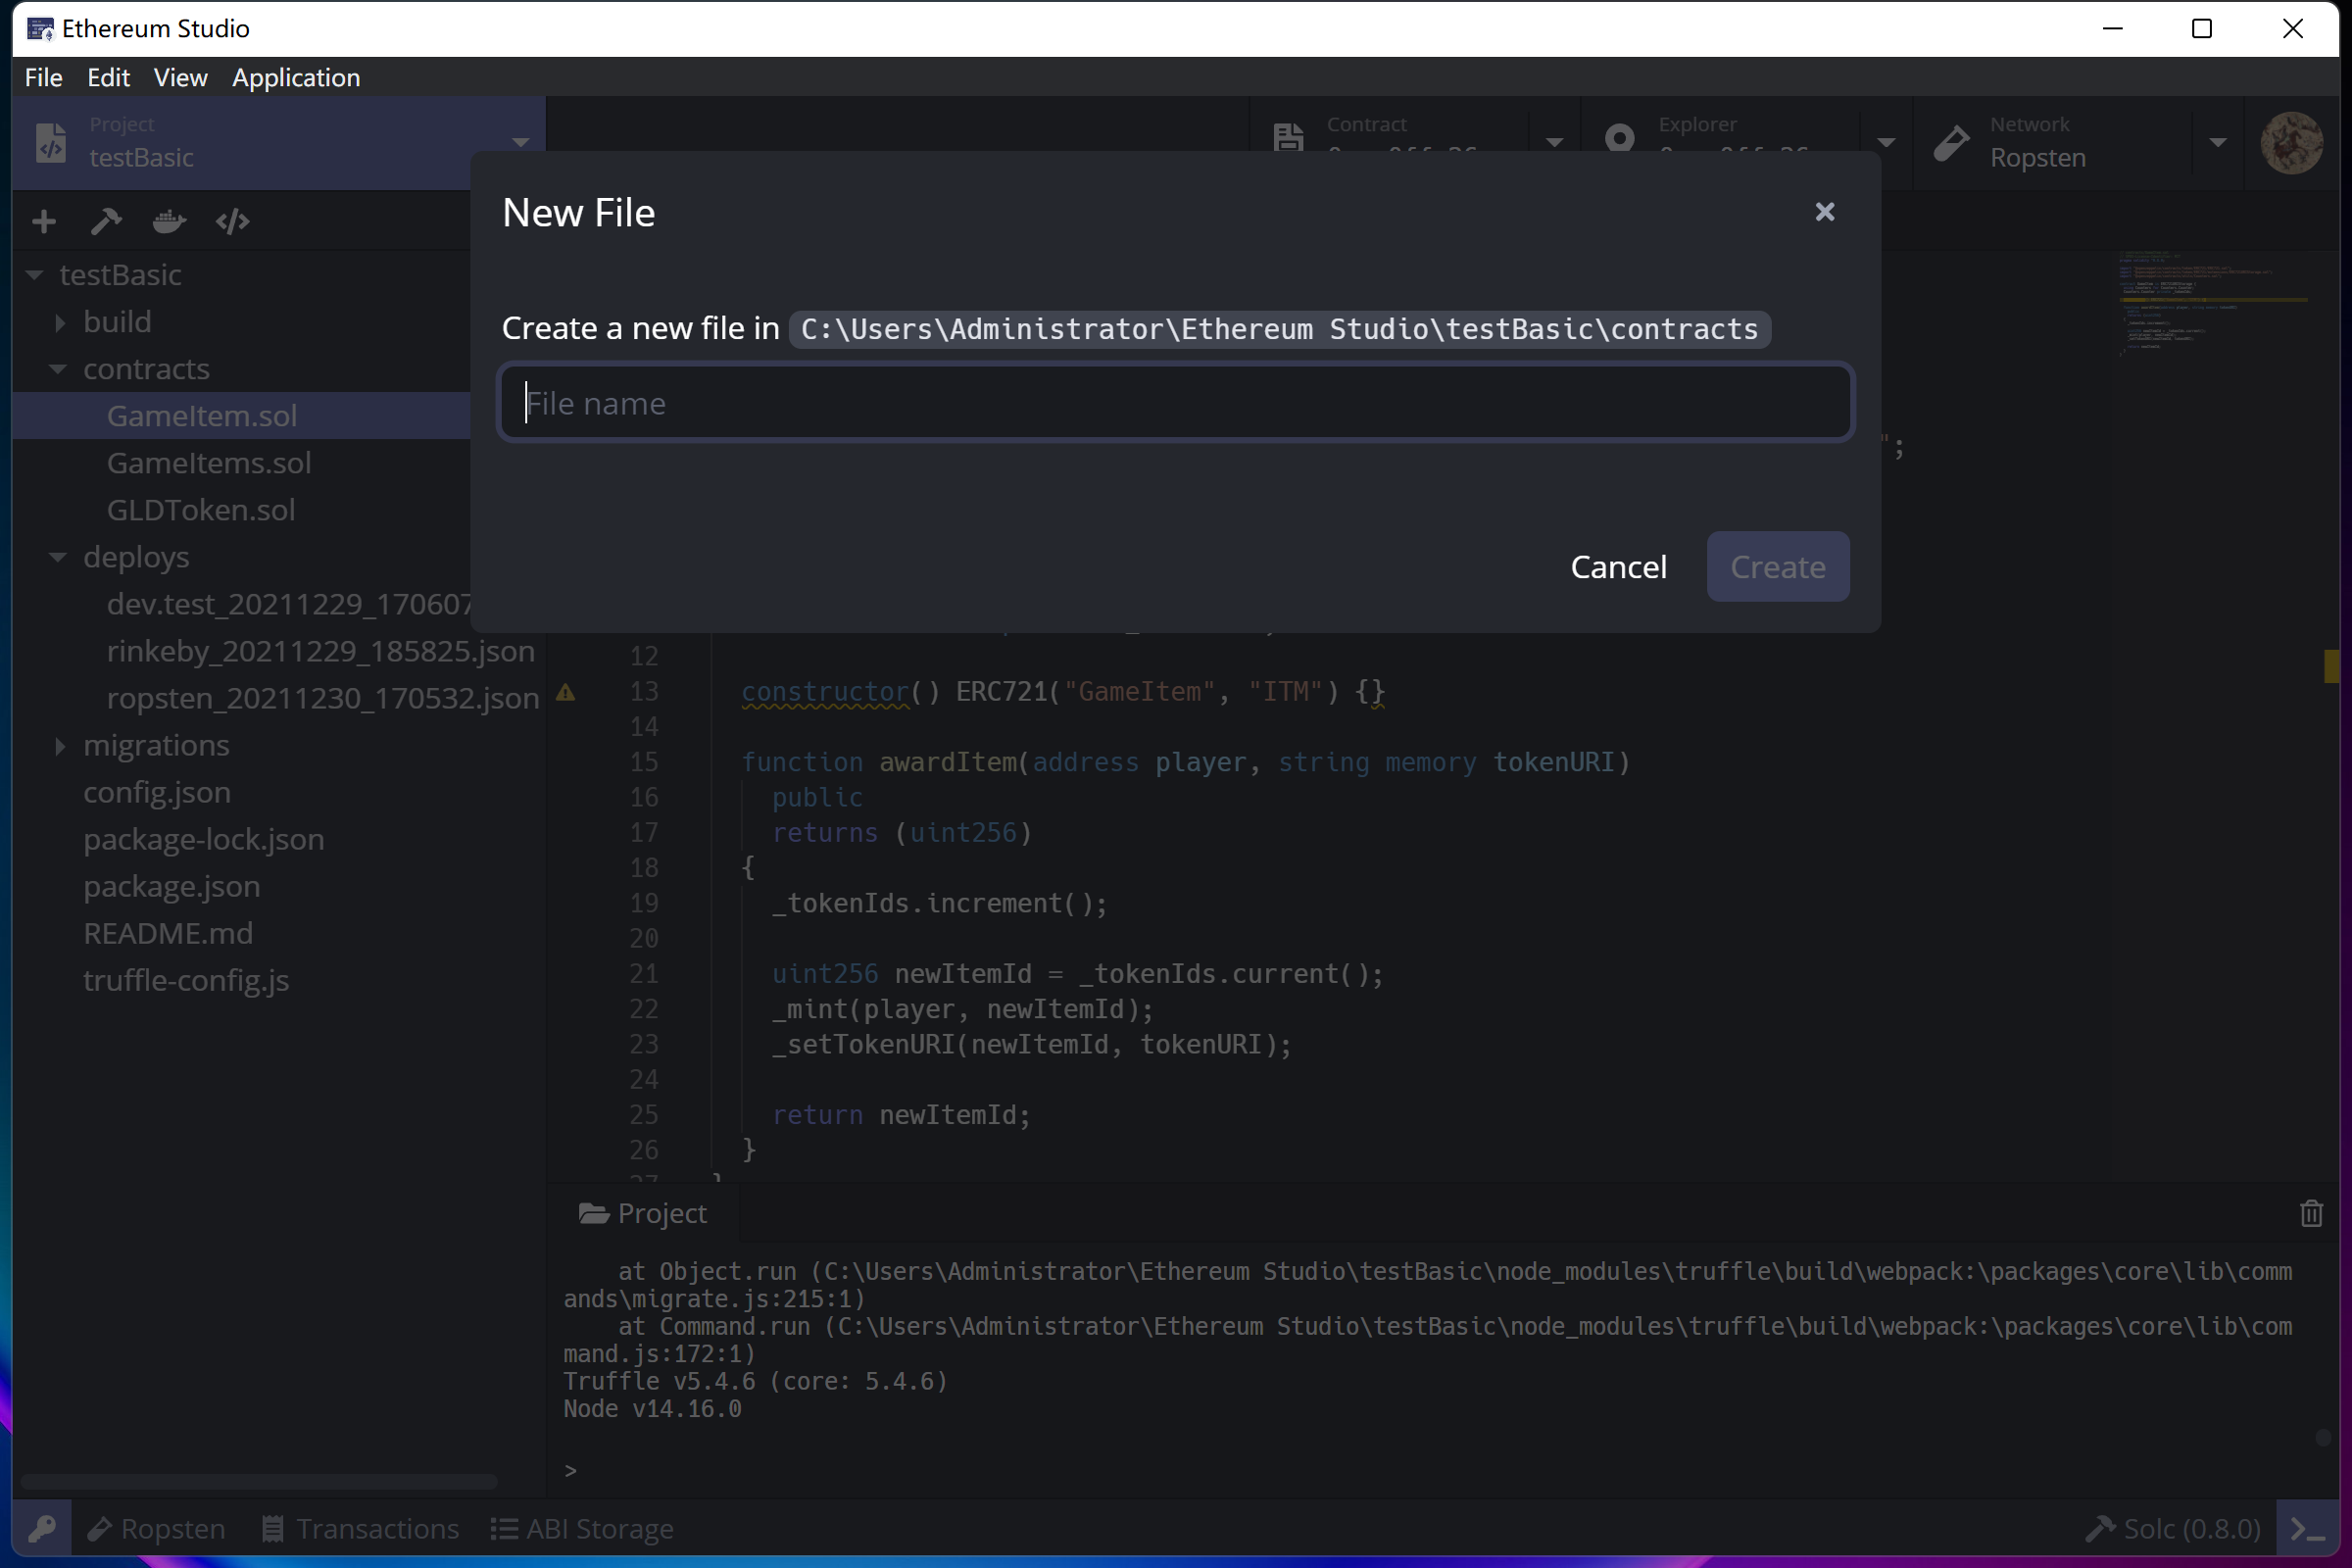 Ethereum Studio
File Edit View Application
Project
testBasic
Contract
Explorer
Network
Ropsten
New File
Create a new file in C:\Users\Administrator\Ethereum Studio\testBasic\contracts
File name
Cancel
Create
testBasic
build
contracts
GameItem.sol
GameItems.sol
GLDToken.sol
deploys
dev.test_20211229_170607
rinkeby_20211229_185825.json
ropsten_20211230_170532.json
migrations
config.json
package-lock.json
package.json
README.md
truffle-config.js
";
12
13 constructor() ERC721("GameItem", "ITM") {}
14
15 function awardItem(address player, string memory tokenURI)
16 public
17 returns (uint256)
18 {
19 _tokenIds.increment();
20
21 uint256 newItemId = _tokenIds.current();
22 _mint(player, newItemId);
23 _setTokenURI(newItemId, tokenURI);
24
25 return newItemId;
26 }
27 }
Project
at Object.run (C:\Users\Administrator\Ethereum Studio\testBasic\node_modules\truffle\build\webpack:\packages\core\lib\comm
ands\migrate.js:215:1)
at Command.run (C:\Users\Administrator\Ethereum Studio\testBasic\node_modules\truffle\build\webpack:\packages\core\lib\com
mand.js:172:1)
Truffle v5.4.6 (core: 5.4.6)
Node v14.16.0
>
Ropsten Transactions ABI Storage Solc (0.8.0)